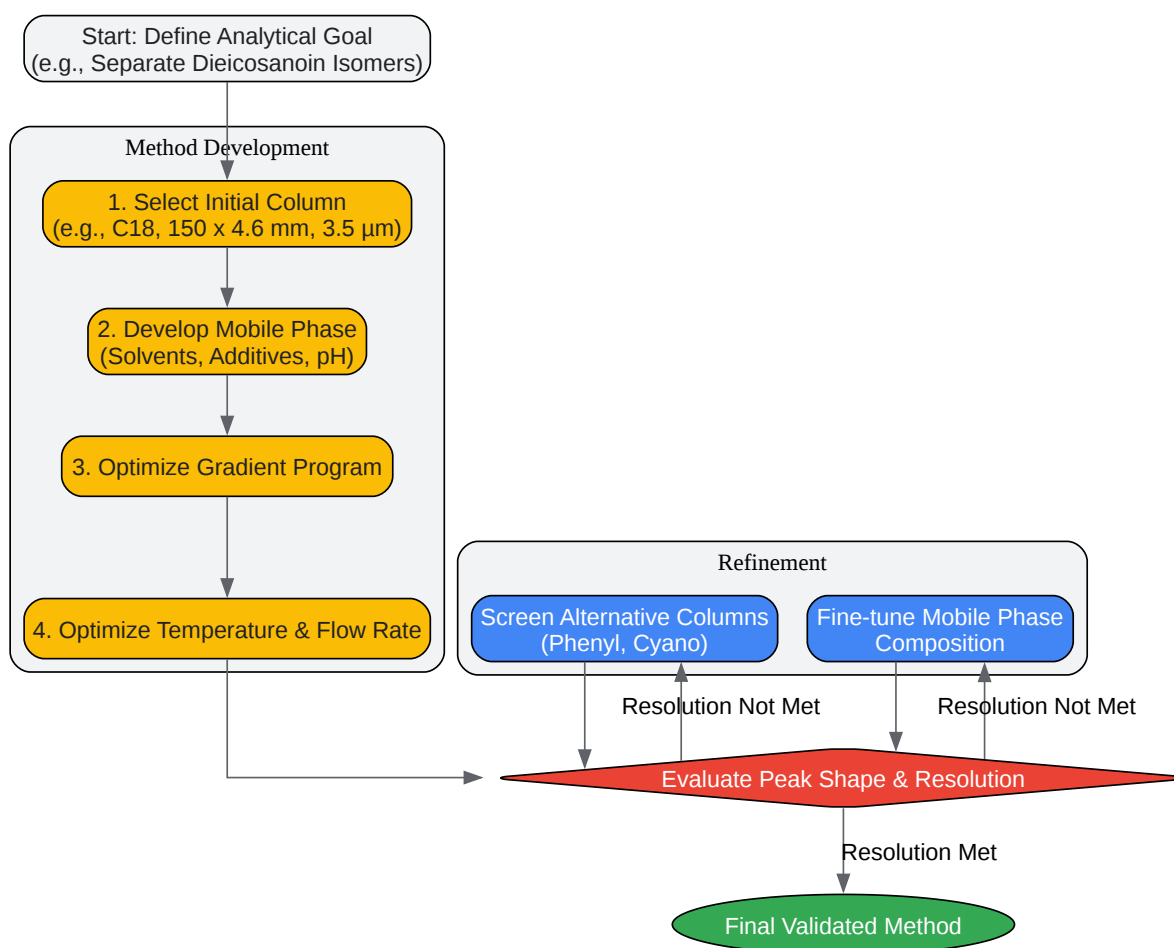 Start: Define Analytical Goal
(e.g., Separate Dieicosanoin Isomers)
Method Development
1. Select Initial Column
(e.g., C18, 150 x 4.6 mm, 3.5 µm)
2. Develop Mobile Phase
(Solvents, Additives, pH)
3. Optimize Gradient Program
4. Optimize Temperature & Flow Rate
Refinement
Screen Alternative Columns
(Phenyl, Cyano)
Fine-tune Mobile Phase
Composition
Resolution Not Met
Resolution Not Met
Evaluate Peak Shape & Resolution
Resolution Met
Final Validated Method